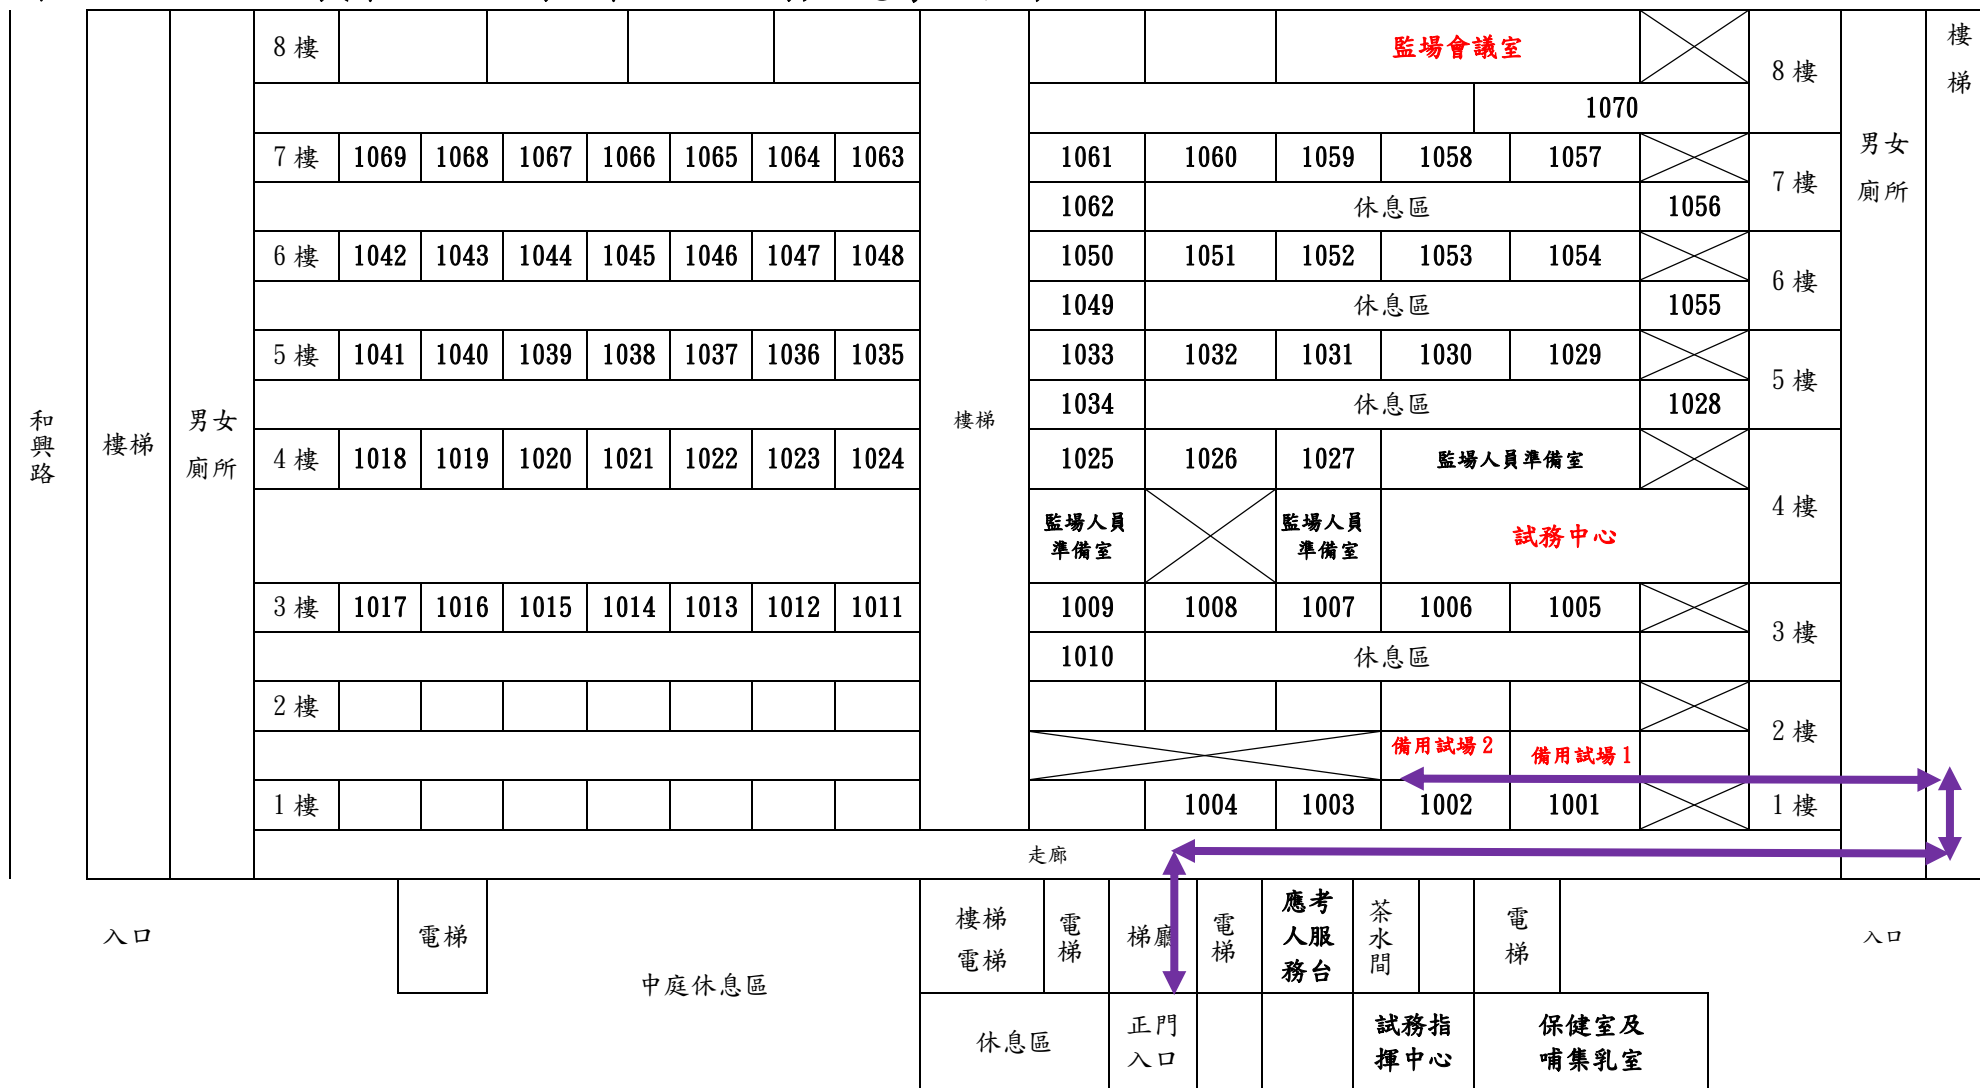 8樓 監場會議室 8樓 樓梯
1070
7樓 1069 1068 1067 1066 1065 1064 1063 1061 1060 1059 1058 1057 7樓 男女廁所
1062 休息區 1056
6樓 1042 1043 1044 1045 1046 1047 1048 1050 1051 1052 1053 1054 6樓
1049 休息區 1055
5樓 1041 1040 1039 1038 1037 1036 1035 1033 1032 1031 1030 1029 5樓
1034 休息區 1028
和興路 樓梯 男女廁所 4樓 1018 1019 1020 1021 1022 1023 1024 樓梯 1025 1026 1027 監場人員準備室 4樓
監場人員準備室 監場人員準備室 試務中心
3樓 1017 1016 1015 1014 1013 1012 1011 1009 1008 1007 1006 1005 3樓
1010 休息區
2樓 2樓
備用試場2 備用試場1
1樓 1004 1003 1002 1001 1樓
走廊
入口 電梯 中庭休息區 樓梯電梯 電梯 梯廳 電梯 應考人服務台 茶水間 電梯 入口
休息區 正門入口 試務指揮中心 保健室及哺集乳室